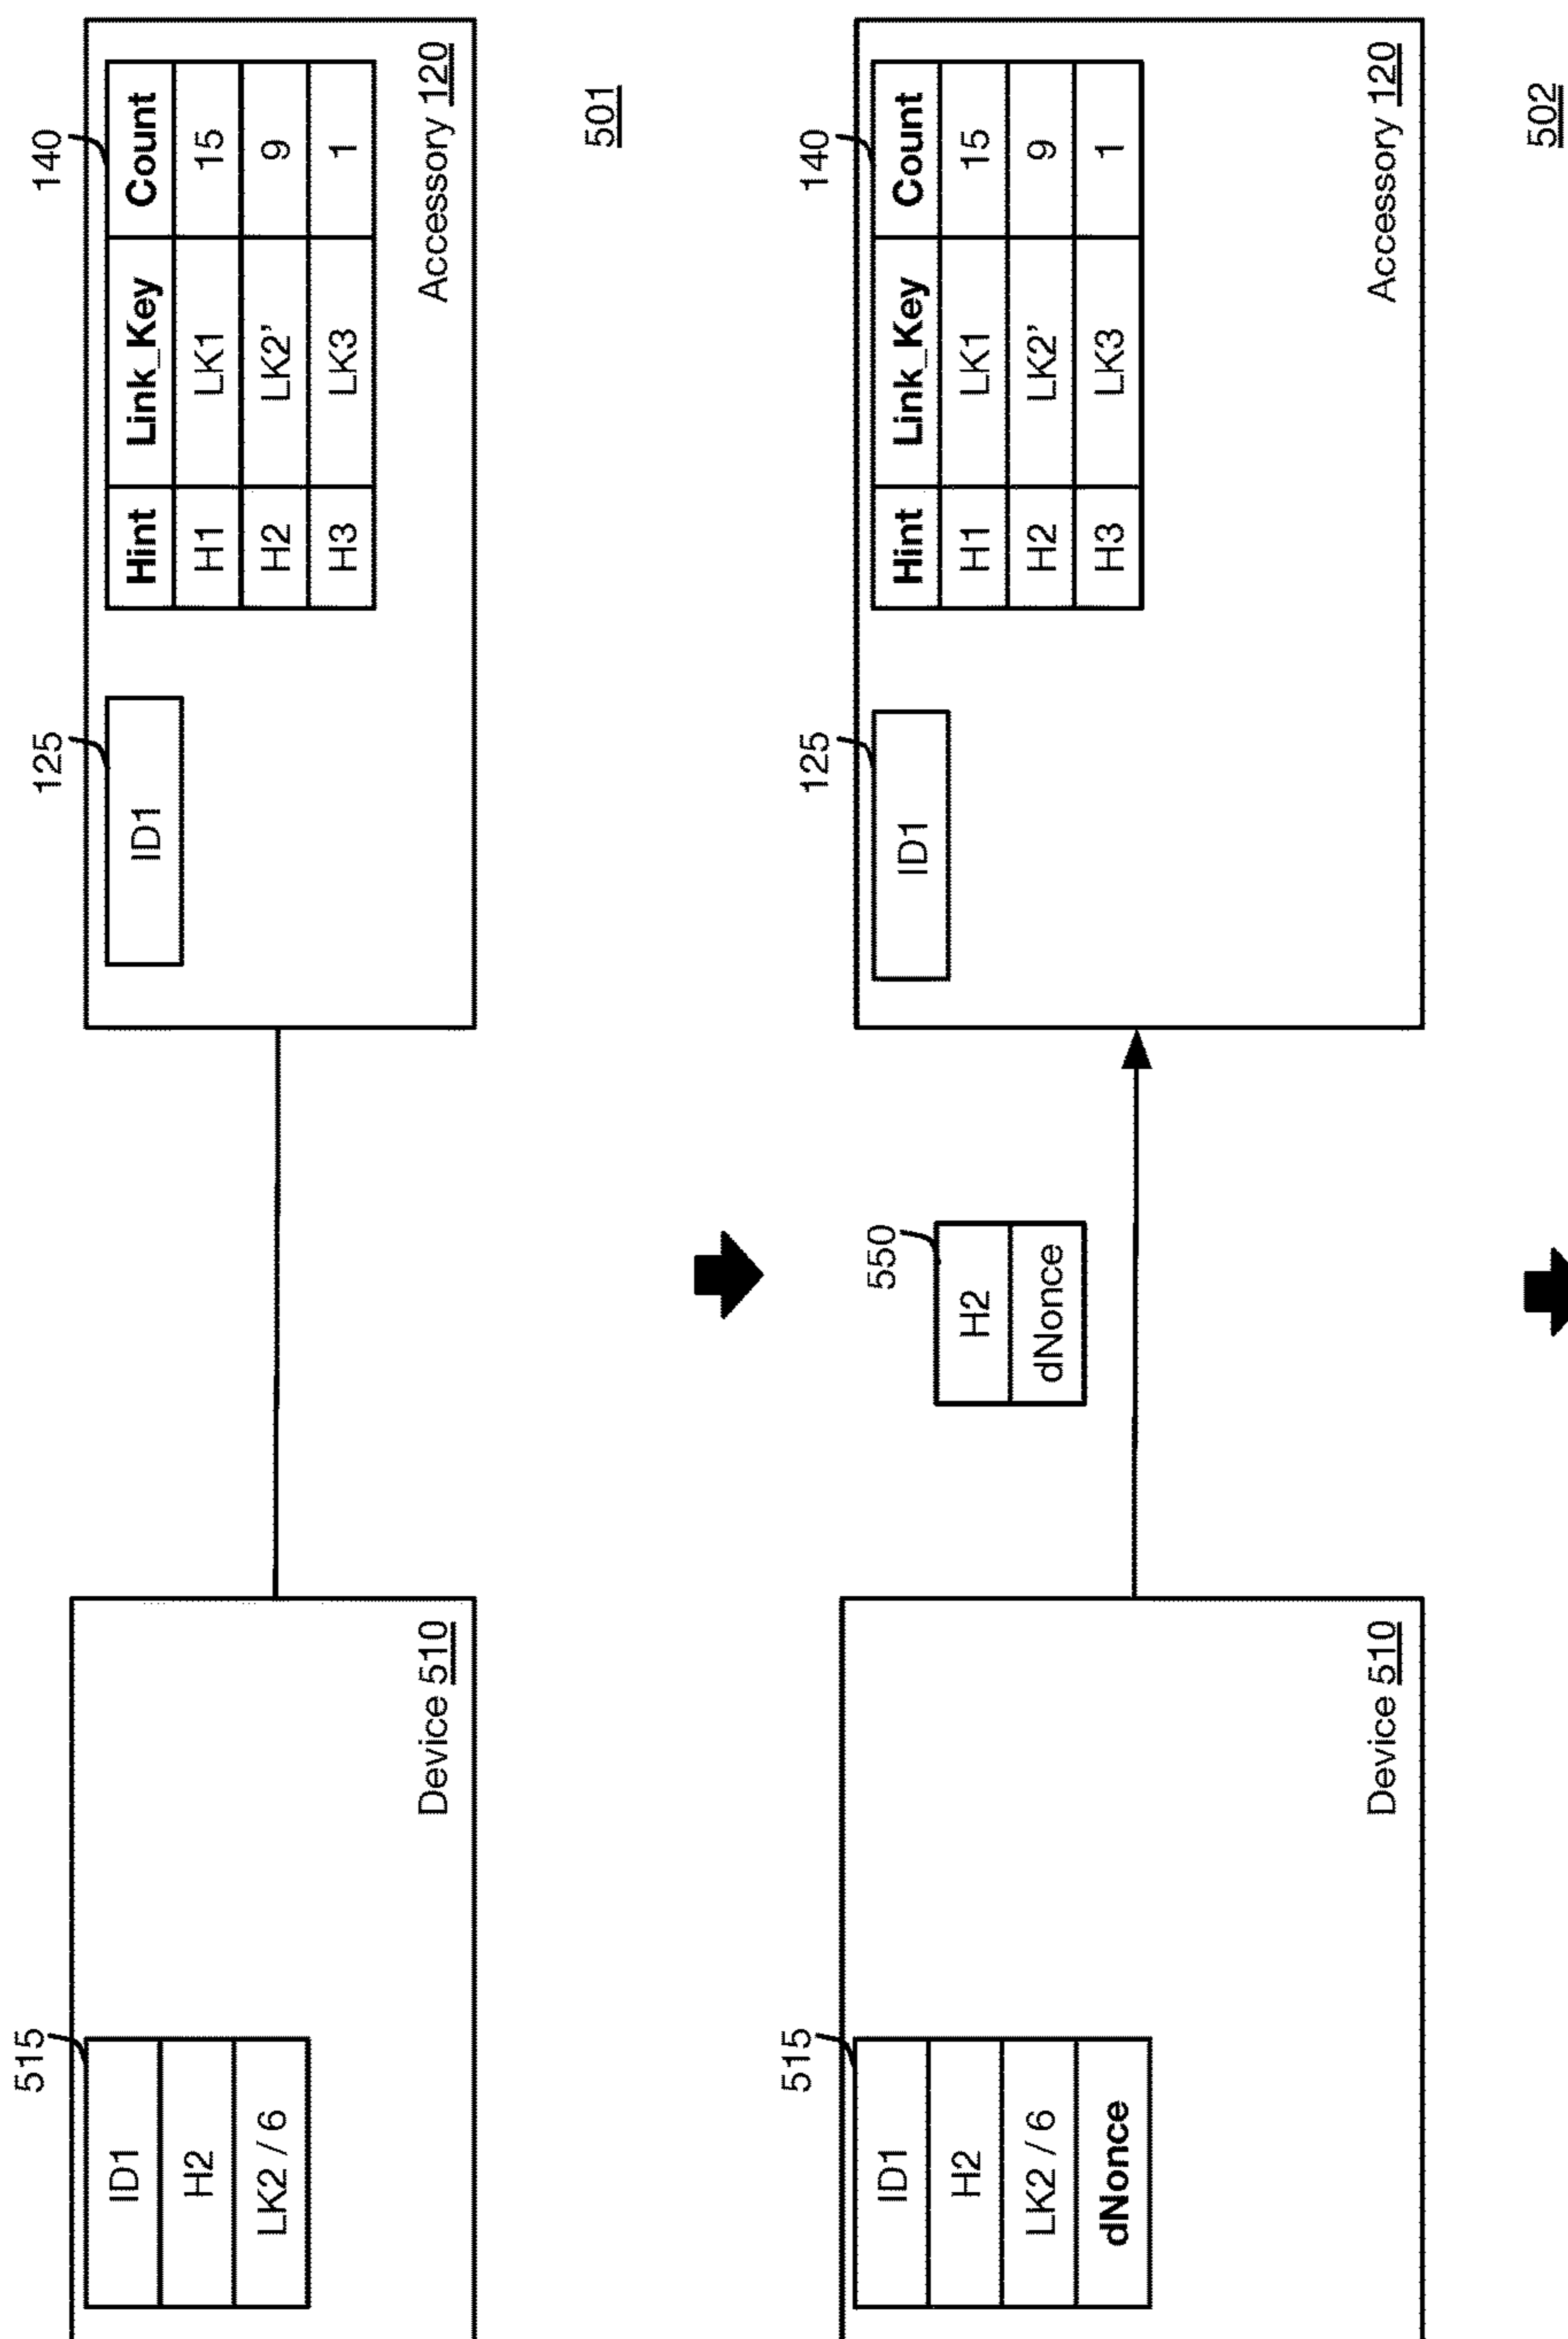 515
ID1
H2
LK2 / 6
Device 510
125
ID1
140
Hint Link_Key Count
H1 LK1 15
H2 LK2' 9
H3 LK3 1
Accessory 120
501
515
ID1
H2
LK2 / 6
dNonce
Device 510
550
H2
dNonce
125
ID1
140
Hint Link_Key Count
H1 LK1 15
H2 LK2' 9
H3 LK3 1
Accessory 120
502